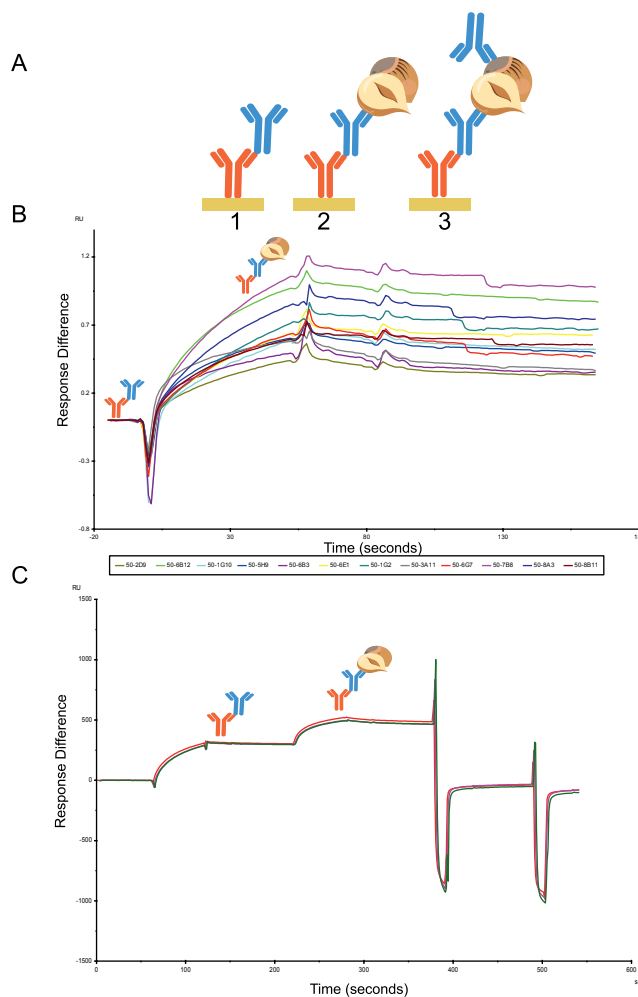 A
1 2 3
B
RU
1.2
0.7
0.2
-0.3
-0.8
Response Difference
-20 30 80 130 1
Time (seconds)
50-2D9 50-6B12 50-1G10 50-5H9 50-6B3 50-6E1 50-1G2 50-3A11 50-6G7 50-7B8 50-8A3 50-8B11
C
RU
1500
1000
500
0
-500
-1000
-1500
Response Difference
0 100 200 300 400 500 600
s
Time (seconds)